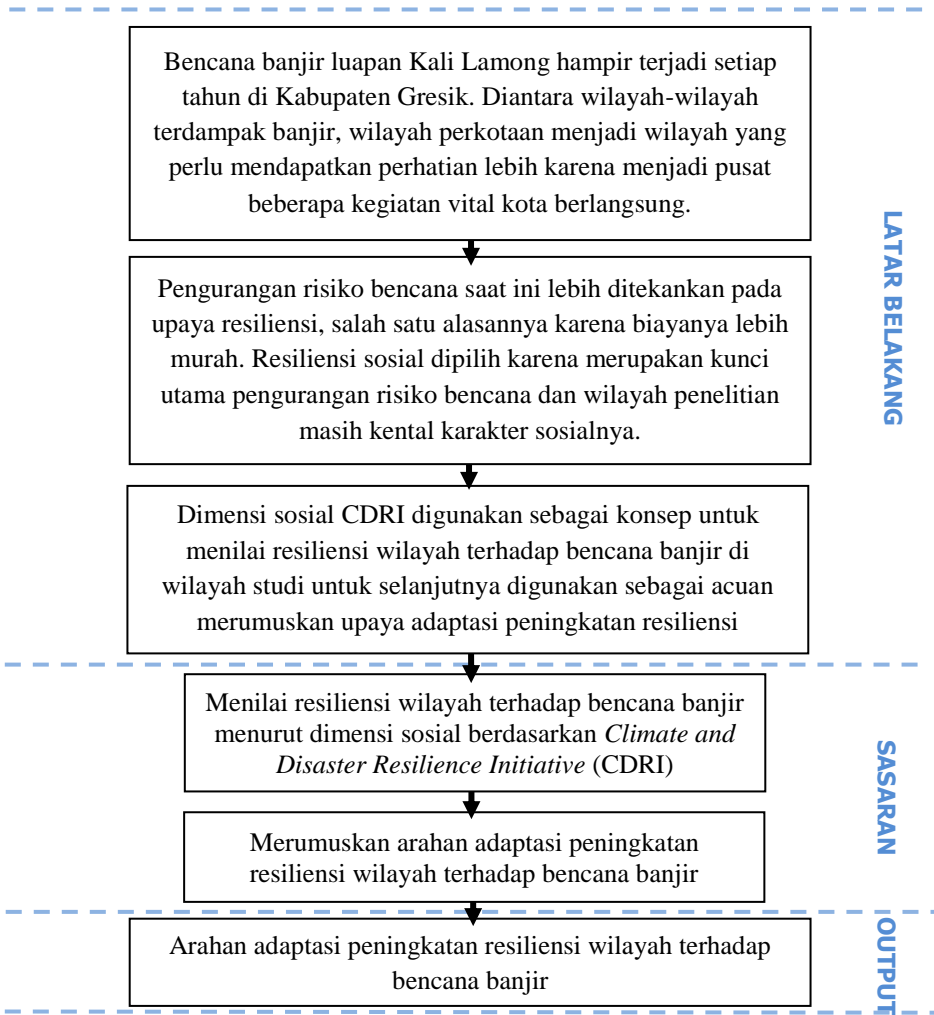 Bencana banjir luapan Kali Lamong hampir terjadi setiap
tahun di Kabupaten Gresik. Diantara wilayah-wilayah
terdampak banjir, wilayah perkotaan menjadi wilayah yang
perlu mendapatkan perhatian lebih karena menjadi pusat
beberapa kegiatan vital kota berlangsung.
Pengurangan risiko bencana saat ini lebih ditekankan pada
upaya resiliensi, salah satu alasannya karena biayanya lebih
murah. Resiliensi sosial dipilih karena merupakan kunci
utama pengurangan risiko bencana dan wilayah penelitian
masih kental karakter sosialnya.
Dimensi sosial CDRI digunakan sebagai konsep untuk
menilai resiliensi wilayah terhadap bencana banjir di
wilayah studi untuk selanjutnya digunakan sebagai acuan
merumuskan upaya adaptasi peningkatan resiliensi
LATAR BELAKANG
Menilai resiliensi wilayah terhadap bencana banjir
menurut dimensi sosial berdasarkan Climate and
Disaster Resilience Initiative (CDRI)
Merumuskan arahan adaptasi peningkatan
resiliensi wilayah terhadap bencana banjir
SASARAN
Arahan adaptasi peningkatan resiliensi wilayah terhadap
bencana banjir
OUTPUT